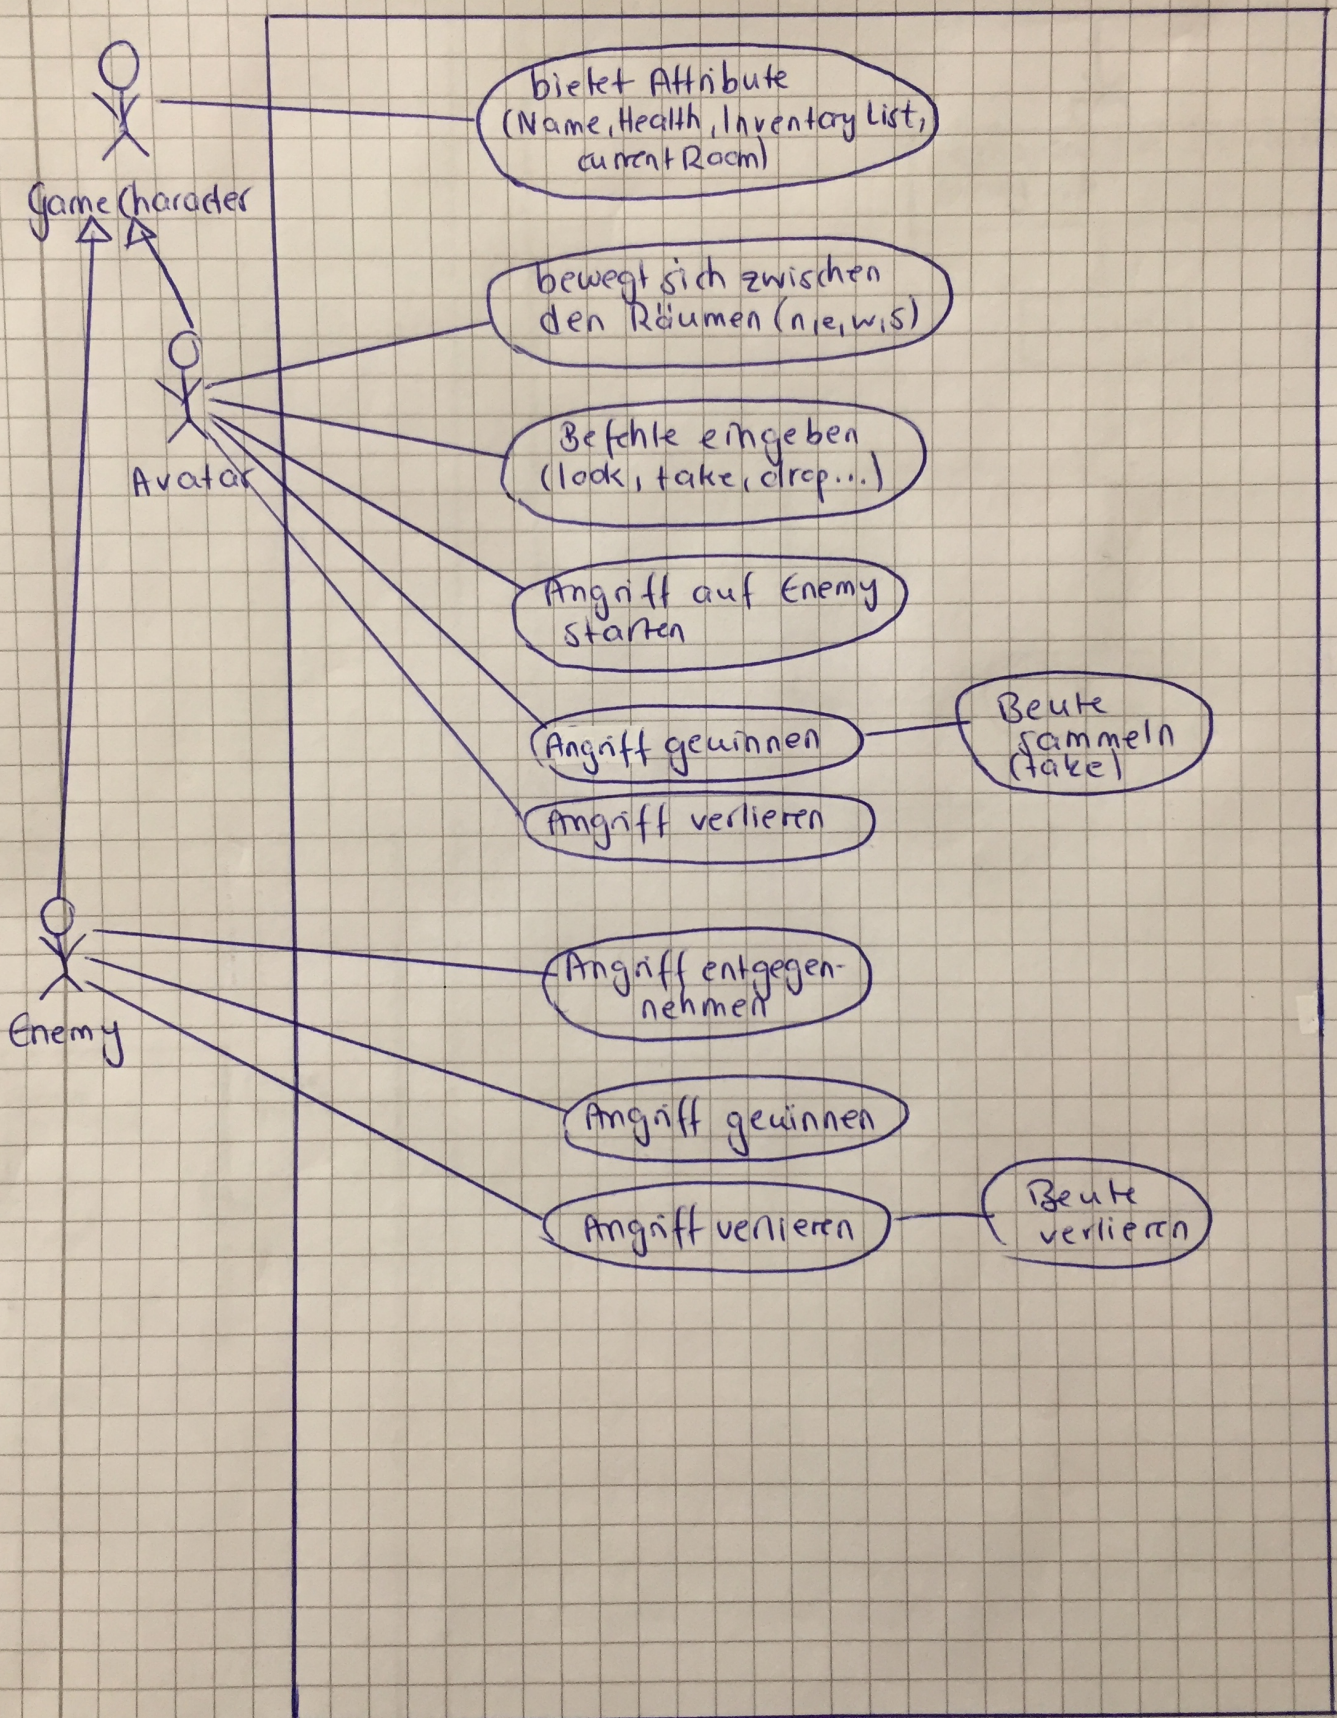 bietet Attribute
(Name, Health, Inventory List,
current Room)
Game Character
bewegt sich zwischen
den Räumen (n,e,w,s)
Befehle eingeben
(look, take, drop...)
Avatar
Angriff auf Enemy
starten
Angriff gewinnen
Beute
sammeln
(take)
Angriff verlieren
Angriff entgegen-
nehmen
Enemy
Angriff gewinnen
Angriff verlieren
Beute
verlieren